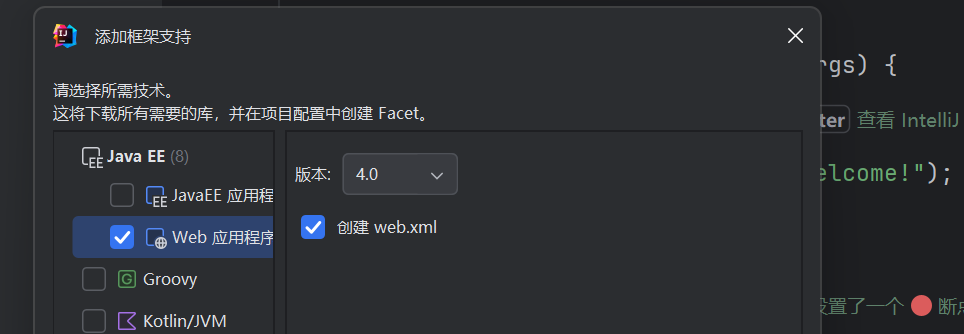 添加框架支持
rgs) {
请选择所需技术。
这将下载所有需要的库，并在项目配置中创建 Facet。
ter 查看 IntelliJ
Java EE (8)
版本: 4.0
elcome!");
JavaEE 应用程
Web 应用程序
创建 web.xml
Groovy
设置了一个 断点
Kotlin/JVM